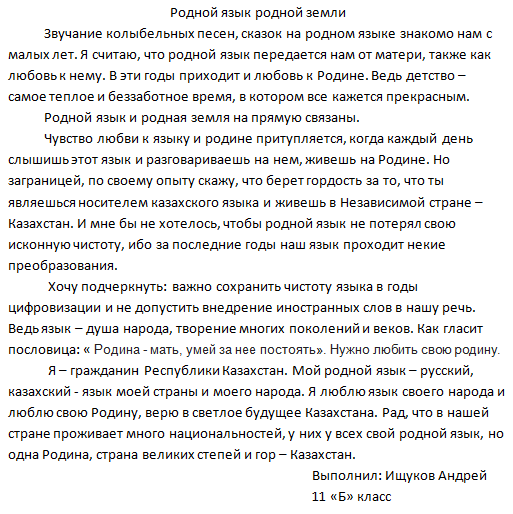 Родной язык родной земли
Звучание колыбельных песен, сказок на родном языке знакомо нам с
малых лет. Я считаю, что родной язык передается нам от матери, также как
любовь к нему. В эти годы приходит и любовь к Родине. Ведь детство –
самое теплое и беззаботное время, в котором все кажется прекрасным.
Родной язык и родная земля на прямую связаны.
Чувство любви к языку и родине притупляется, когда каждый день
слышишь этот язык и разговариваешь на нем, живешь на Родине. Но
заграницей, по своему опыту скажу, что берет гордость за то, что ты
являешься носителем казахского языка и живешь в Независимой стране –
Казахстан. И мне бы не хотелось, чтобы родной язык не потерял свою
исконную чистоту, ибо за последние годы наш язык проходит некие
преобразования.
Хочу подчеркнуть: важно сохранить чистоту языка в годы
цифровизации и не допустить внедрение иностранных слов в нашу речь.
Ведь язык – душа народа, творение многих поколений и веков. Как гласит
пословица: « Родина - мать, умей за нее постоять». Нужно любить свою родину.
Я – гражданин Республики Казахстан. Мой родной язык – русский,
казахский - язык моей страны и моего народа. Я люблю язык своего народа и
люблю свою Родину, верю в светлое будущее Казахстана. Рад, что в нашей
стране проживает много национальностей, у них у всех свой родной язык, но
одна Родина, страна великих степей и гор – Казахстан.
Выполнил: Ищуков Андрей
11 «Б» класс